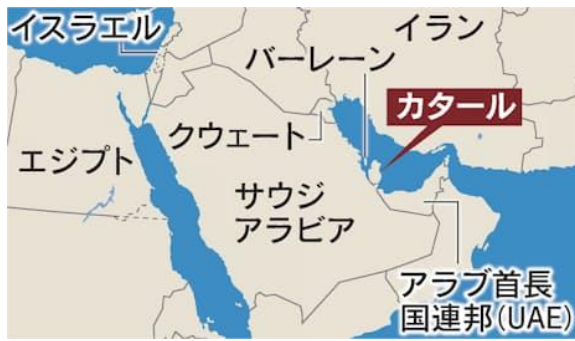 イスラエル
イラン
バーレーン
カタール
クウェート
エジプト
サウジ
アラビア
アラブ首長
国連邦(UAE)